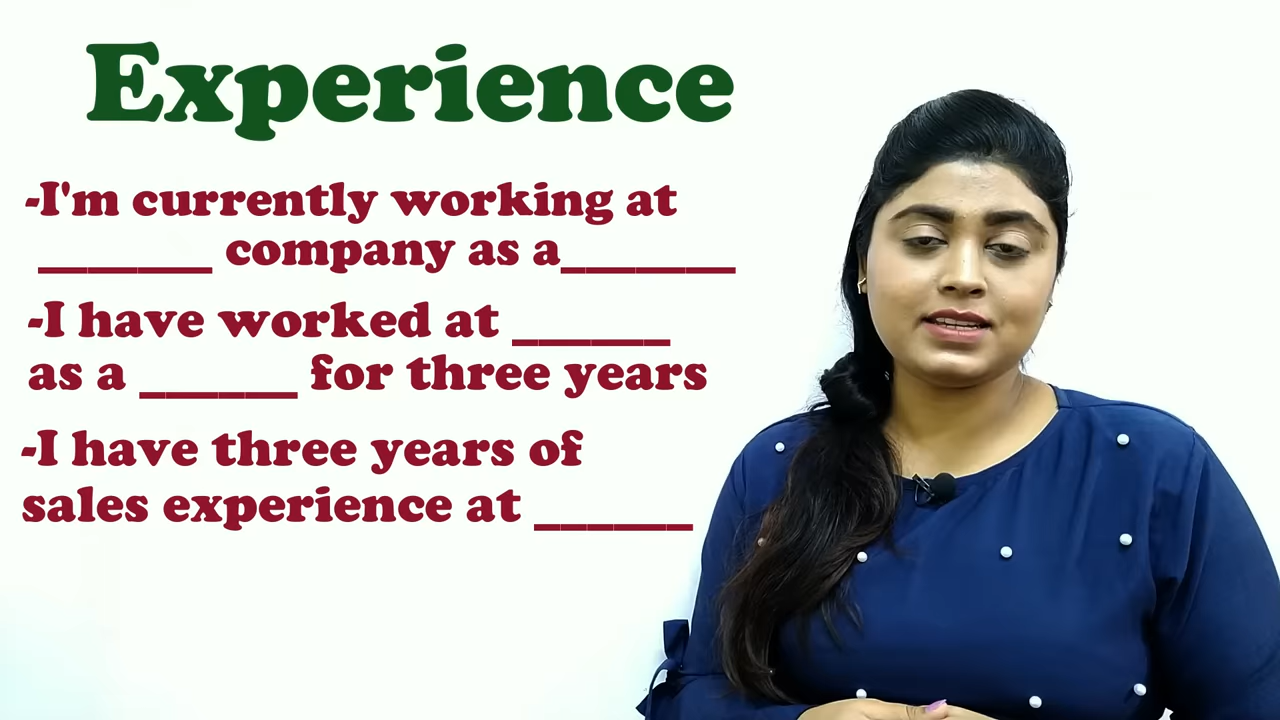 Experience
-I'm currently working at
_______ company as a_______
-I have worked at ______
as a ______ for three years
-I have three years of
sales experience at ______